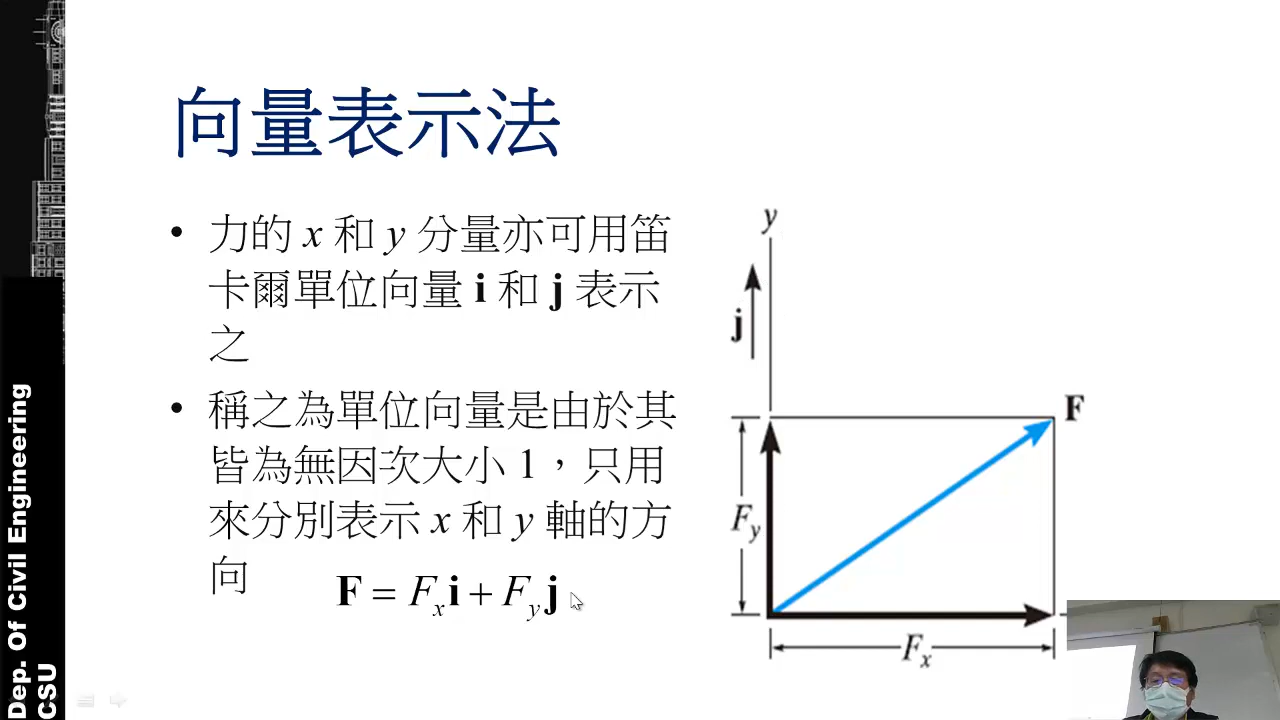 向量表示法
• 力的 x 和 y 分量亦可用笛
卡爾單位向量 i 和 j 表示
之
• 稱之為單位向量是由於其
皆為無因次大小 1，只用
來分別表示 x 和 y 軸的方
向
F = Fxi + Fyj
y
j
F
Fy
Fx
Dep. Of Civil Engineering
CSU